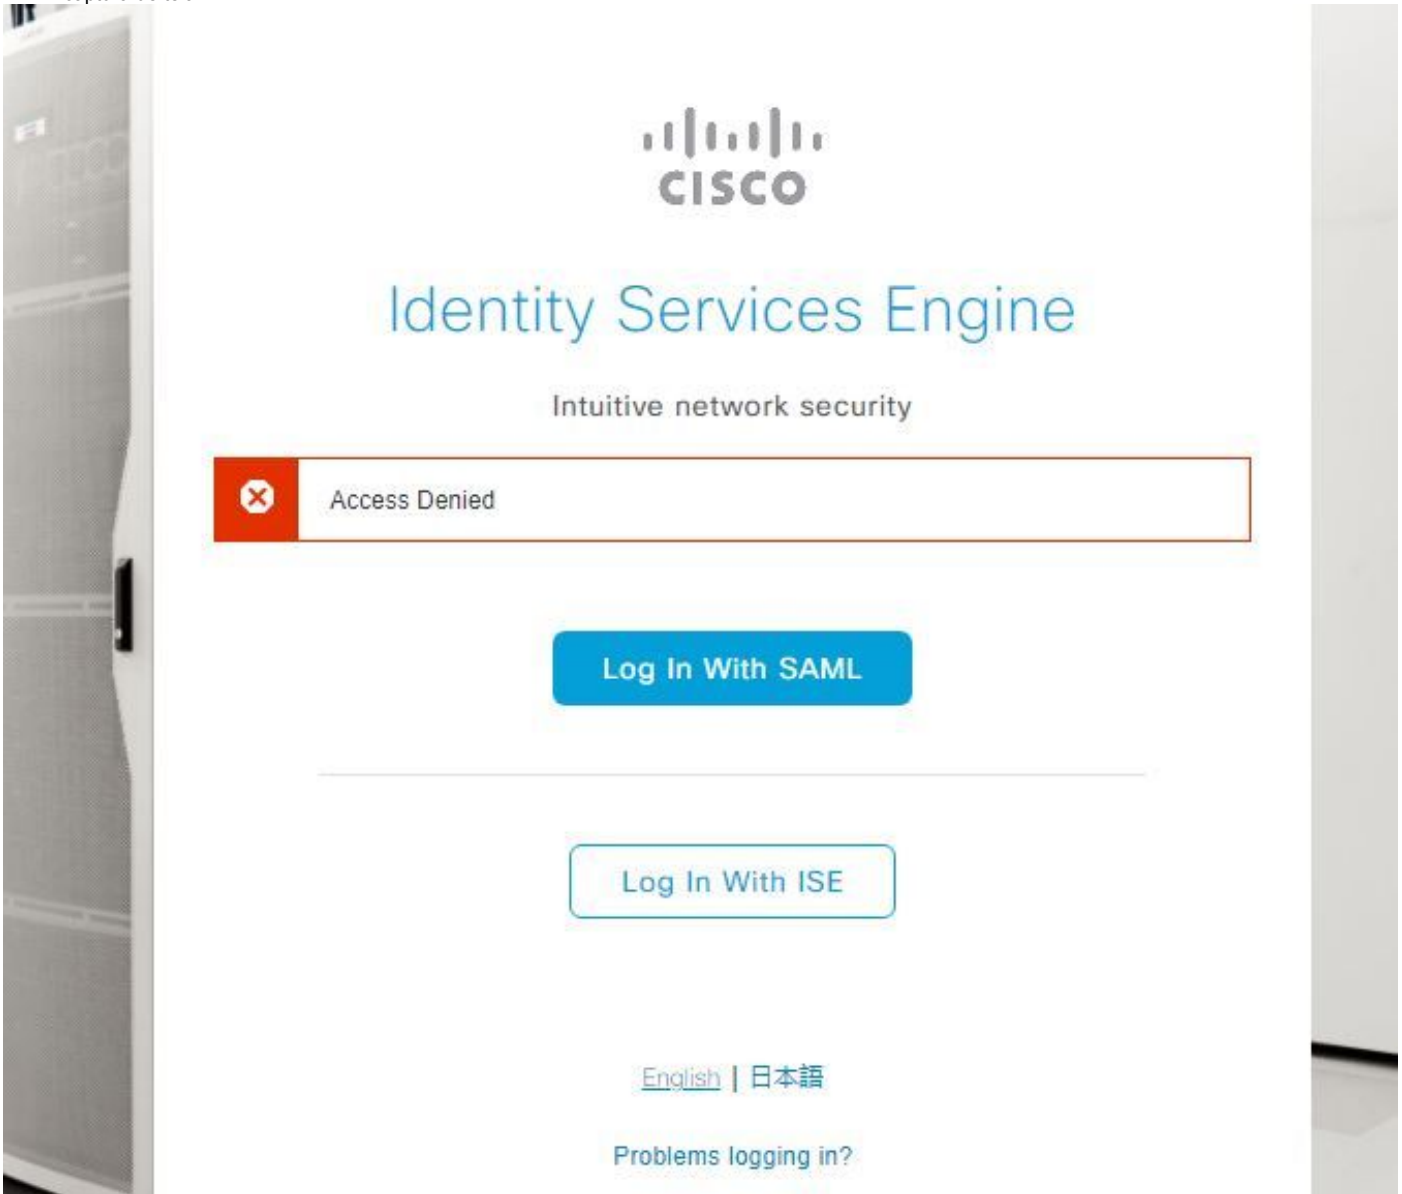 CISCO
Identity Services Engine
Intuitive network security
Access Denied
Log In With SAML
Log In With ISE
English | 日本語
Problems logging in?